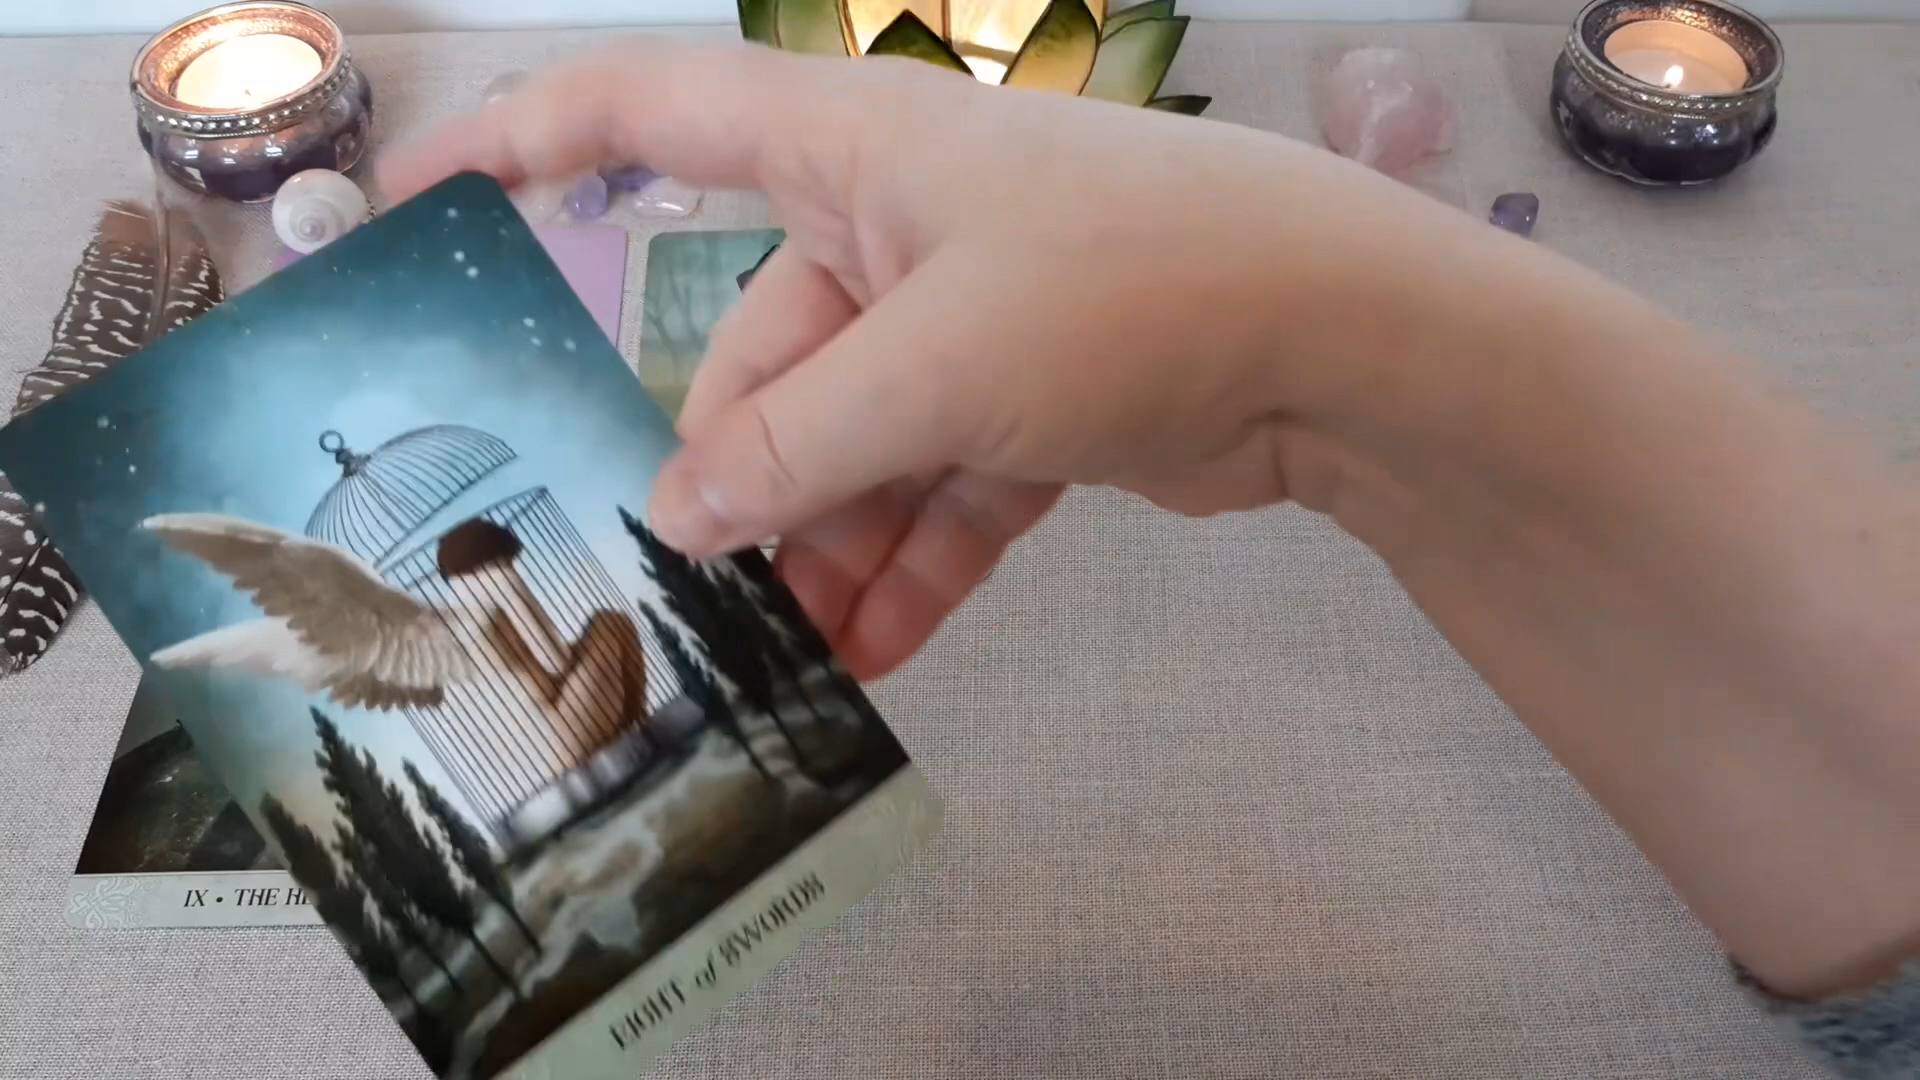 IX • THE HE
EIGHT of SWORDS